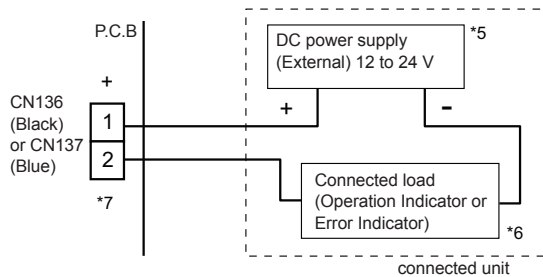 P.C.B
DC power supply
(External) 12 to 24 V
*5
+
+
-
CN136
(Black)
or CN137
(Blue)
1
2
*7
Connected load
(Operation Indicator or
Error Indicator)
*6
connected unit